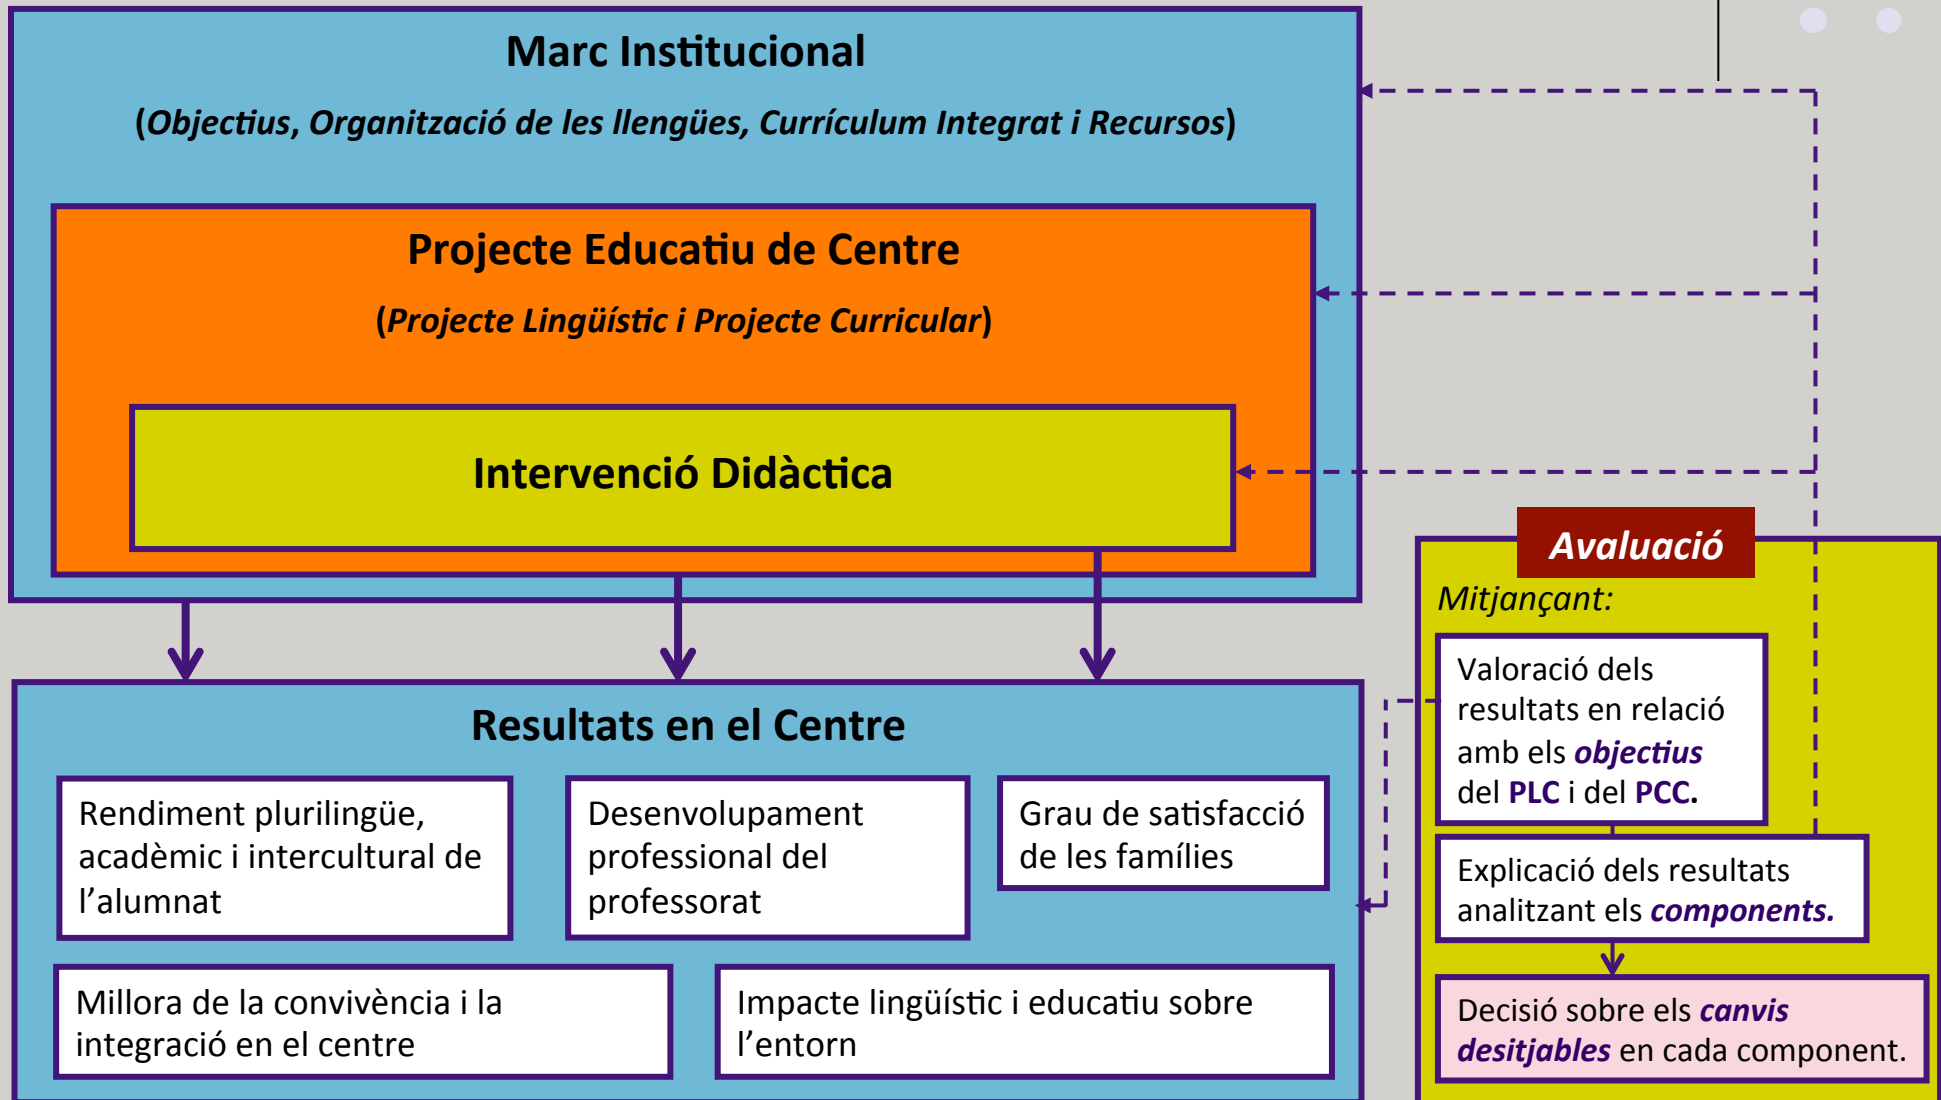 Marc Institucional
(Objectius, Organització de les llengües, Currículum Integrat i Recursos)
Projecte Educatiu de Centre
(Projecte Lingüístic i Projecte Curricular)
Intervenció Didàctica
Resultats en el Centre
Rendiment plurilingüe,
acadèmic i intercultural de
l’alumnat
Desenvolupament
professional del
professorat
Grau de satisfacció
de les famílies
Millora de la convivència i la
integració en el centre
Impacte lingüístic i educatiu sobre
l’entorn
Avaluació
Mitjançant:
Valoració dels
resultats en relació
amb els objectius
del PLC i del PCC.
Explicació dels resultats
analitzant els components.
Decisió sobre els canvis
desitjables en cada component.